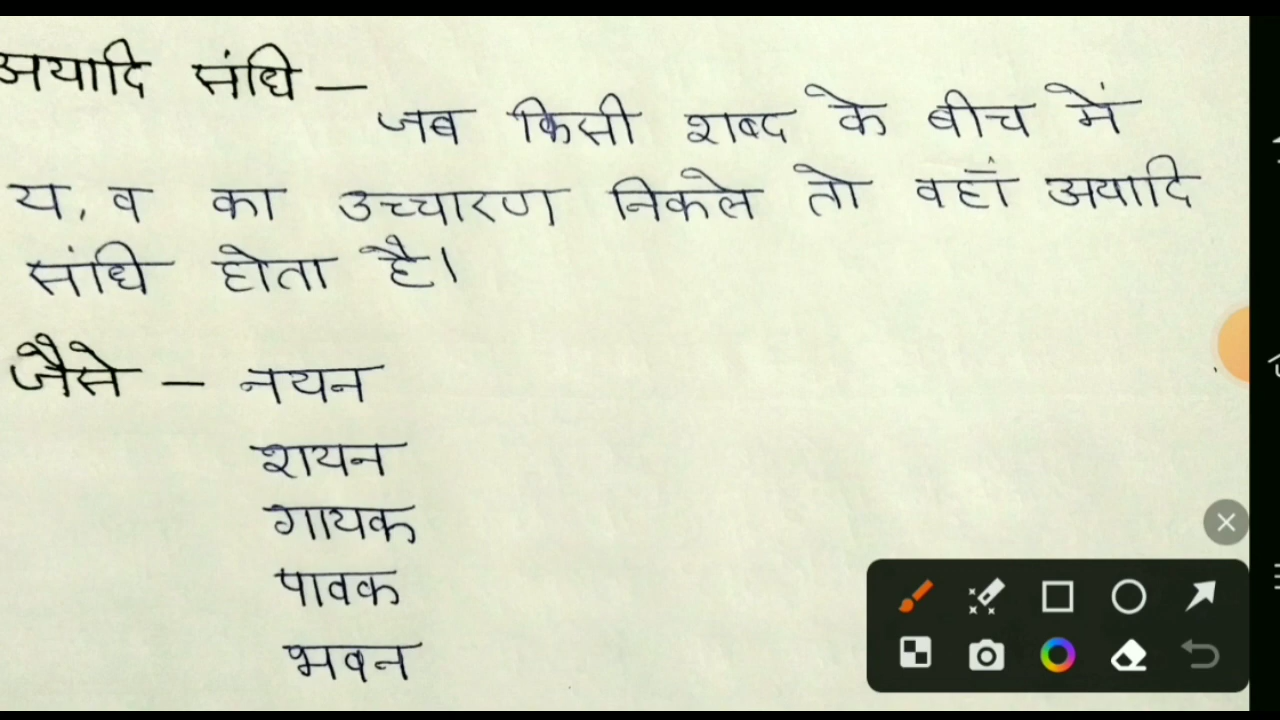 अयादि संधि –
जब किसी शब्द के बीच में
य, व का उच्चारण निकले तो वहाँ अयादि
संधि होता है।
जैसे – नयन
शयन
गायक
पावक
भवन